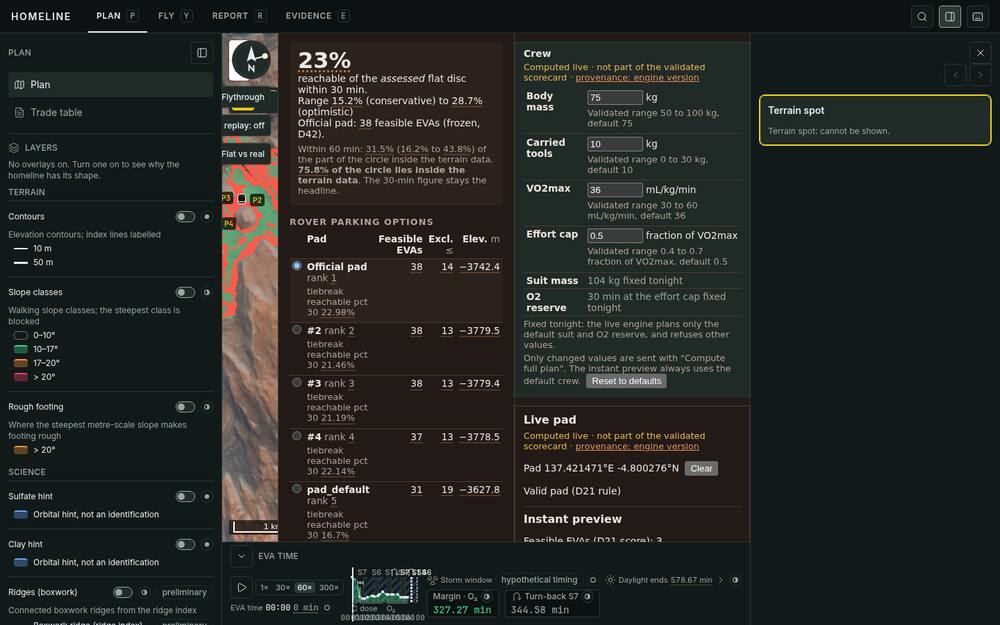 HOMELINE
PLAN P
FLY Y
REPORT R
EVIDENCE E
PLAN
Plan
Trade table
LAYERS
No overlays on. Turn one on to see why the
homeline has its shape.
TERRAIN
Contours
Elevation contours; index lines labelled
10 m
50 m
Slope classes
Walking slope classes; the steepest class is
blocked
0–10°
10–17°
17–20°
> 20°
Rough footing
Where the steepest metre-scale slope makes
footing rough
> 20°
SCIENCE
Sulfate hint
Orbital hint, not an identification
Clay hint
Orbital hint, not an identification
Ridges (boxwork) preliminary
Connected boxwork ridges from the ridge index
N
Flythrough
replay: off
Flat vs real
P3
P2
P4
1 km
23%
reachable of the assessed flat disc
within 30 min.
Range 15.2% (conservative) to 28.7%
(optimistic)
Official pad: 38 feasible EVAs (frozen,
D42).
Within 60 min: 31.5% (16.2% to 43.8%) of
the part of the circle inside the terrain data.
75.8% of the circle lies inside the
terrain data. The 30-min figure stays the
headline.
ROVER PARKING OPTIONS
Pad Feasible EVAs Excl. ≤ Elev. m
Official pad 38 14 −3742.4
rank 1
tiebreak
reachable pct
30 22.98%
#2 rank 2 38 13 −3779.5
tiebreak
reachable pct
30 21.46%
#3 rank 3 38 13 −3779.4
tiebreak
reachable pct
30 21.19%
#4 rank 4 37 13 −3778.5
tiebreak
reachable pct
30 22.14%
pad_default 31 19 −3627.8
rank 5
tiebreak
reachable pct
30 16.7%
Crew
Computed live · not part of the validated
scorecard · provenance: engine version
Body mass 75 kg
Validated range 50 to 100 kg,
default 75
Carried tools 10 kg
Validated range 0 to 30 kg,
default 10
VO2max 36 mL/kg/min
Validated range 30 to 60
mL/kg/min, default 36
Effort cap 0.5 fraction of VO2max
Validated range 0.4 to 0.7
fraction of VO2max, default 0.5
Suit mass 104 kg fixed tonight
O2 reserve 30 min at the effort cap fixed
tonight
Fixed tonight: the live engine plans only the
default suit and O2 reserve, and refuses other
values.
Only changed values are sent with "Compute
full plan". The instant preview always uses the
default crew. Reset to defaults
Live pad
Computed live · not part of the validated
scorecard · provenance: engine version
Pad 137.421471°E -4.800276°N Clear
Valid pad (D21 rule)
Instant preview
Feasible EVAs (D21 score): 3
Terrain spot
Terrain spot: cannot be shown.
EVA TIME
1× 30× 60× 300×
EVA time 00:00 0 min
S7 S6
dose O₂
Storm window hypothetical timing
Daylight ends 578.67 min
Margin · O₂
327.27 min
Turn-back S7
344.58 min